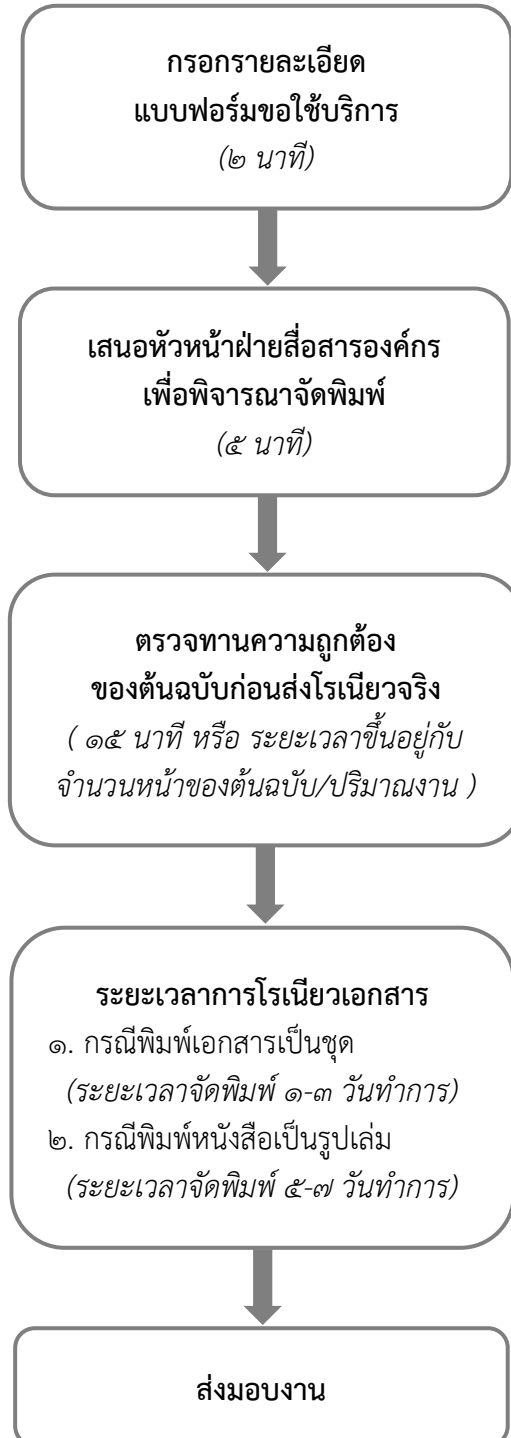 กรอกรายละเอียด
แบบฟอร์มขอใช้บริการ
(๒ นาที)
เสนอหัวหน้าฝ่ายสื่อสารองค์กร
เพื่อพิจารณาจัดพิมพ์
(๕ นาที)
ตรวจทานความถูกต้อง
ของต้นฉบับก่อนส่งโรเนียวจริง
( ๑๕ นาที หรือ ระยะเวลาขึ้นอยู่กับ
จำนวนหน้าของต้นฉบับ/ปริมาณงาน )
ระยะเวลาการโรเนียวเอกสาร
๑. กรณีพิมพ์เอกสารเป็นชุด
(ระยะเวลาจัดพิมพ์ ๑-๓ วันทำการ)
๒. กรณีพิมพ์หนังสือเป็นรูปเล่ม
(ระยะเวลาจัดพิมพ์ ๕-๗ วันทำการ)
ส่งมอบงาน